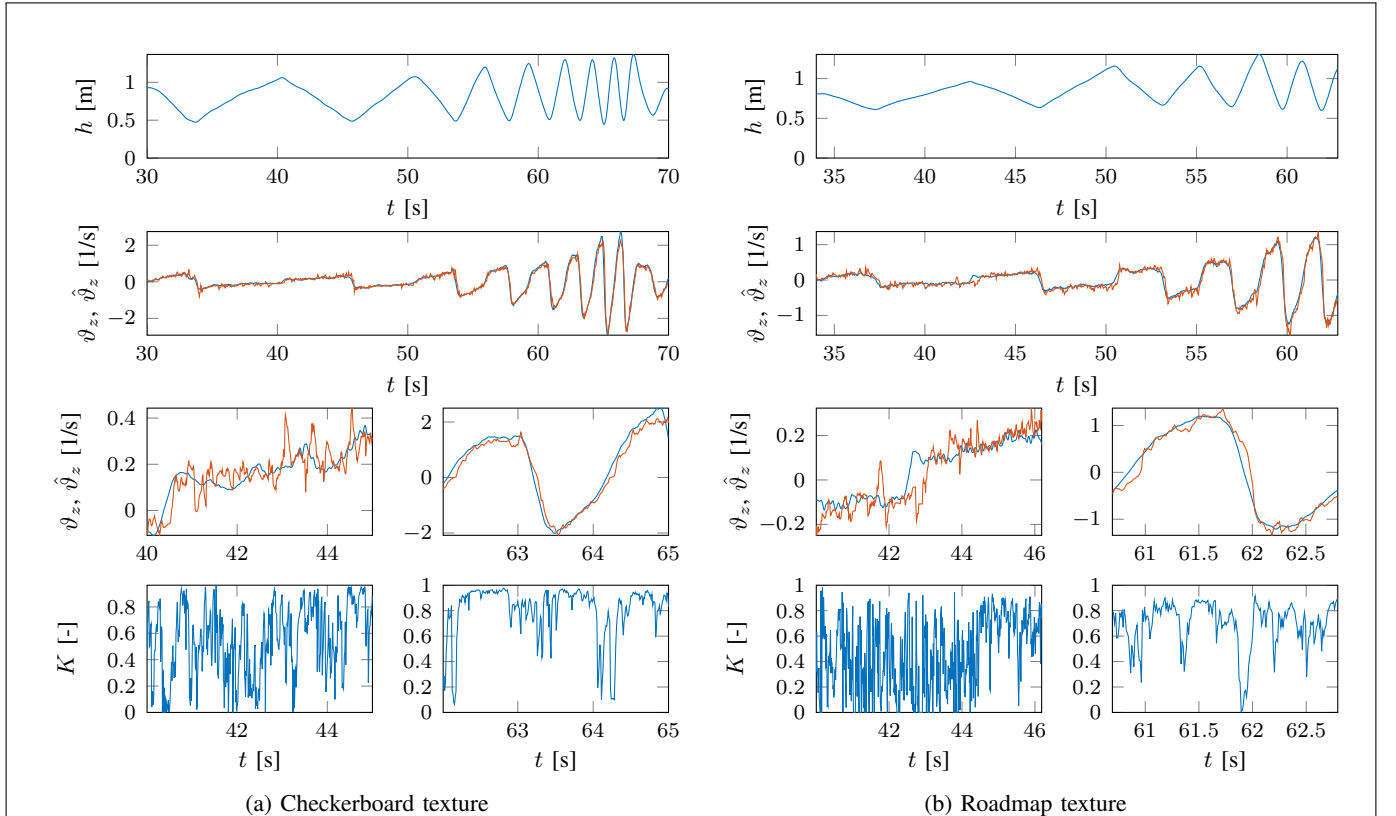 1
0.5
0
h [m]
30 40 50 60 70
t [s]
2
0
−2
ϑz, ϑ̂z [1/s]
30 40 50 60 70
t [s]
0.4
0.2
0
ϑz, ϑ̂z [1/s]
40 42 44
2
0
−2
63 64 65
0.8
0.6
0.4
0.2
0
K [-]
42 44
t [s]
1
0.8
0.6
0.4
0.2
0
63 64 65
t [s]
(a) Checkerboard texture
1
0.5
0
h [m]
35 40 45 50 55 60
t [s]
1
0
−1
ϑz, ϑ̂z [1/s]
35 40 45 50 55 60
t [s]
0.2
0
−0.2
ϑz, ϑ̂z [1/s]
42 44 46
1
0
−1
61 61.5 62 62.5
1
0.8
0.6
0.4
0.2
0
K [-]
42 44 46
t [s]
1
0.8
0.6
0.4
0.2
0
61 61.5 62 62.5
t [s]
(b) Roadmap texture